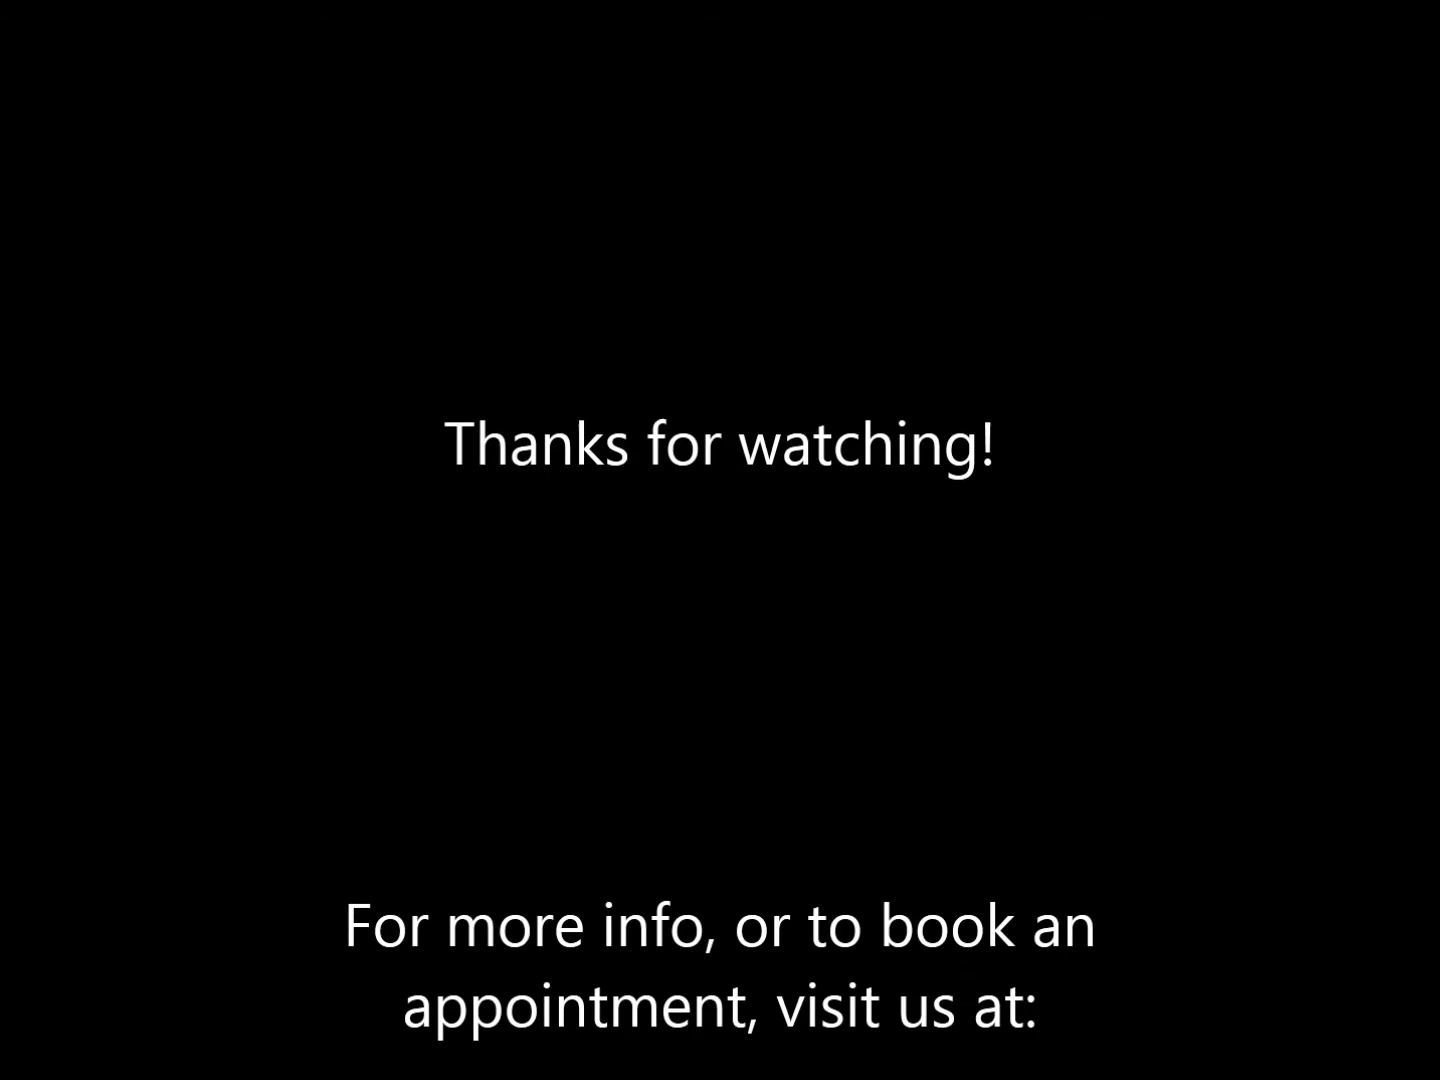 Thanks for watching!
For more info, or to book an
appointment, visit us at: